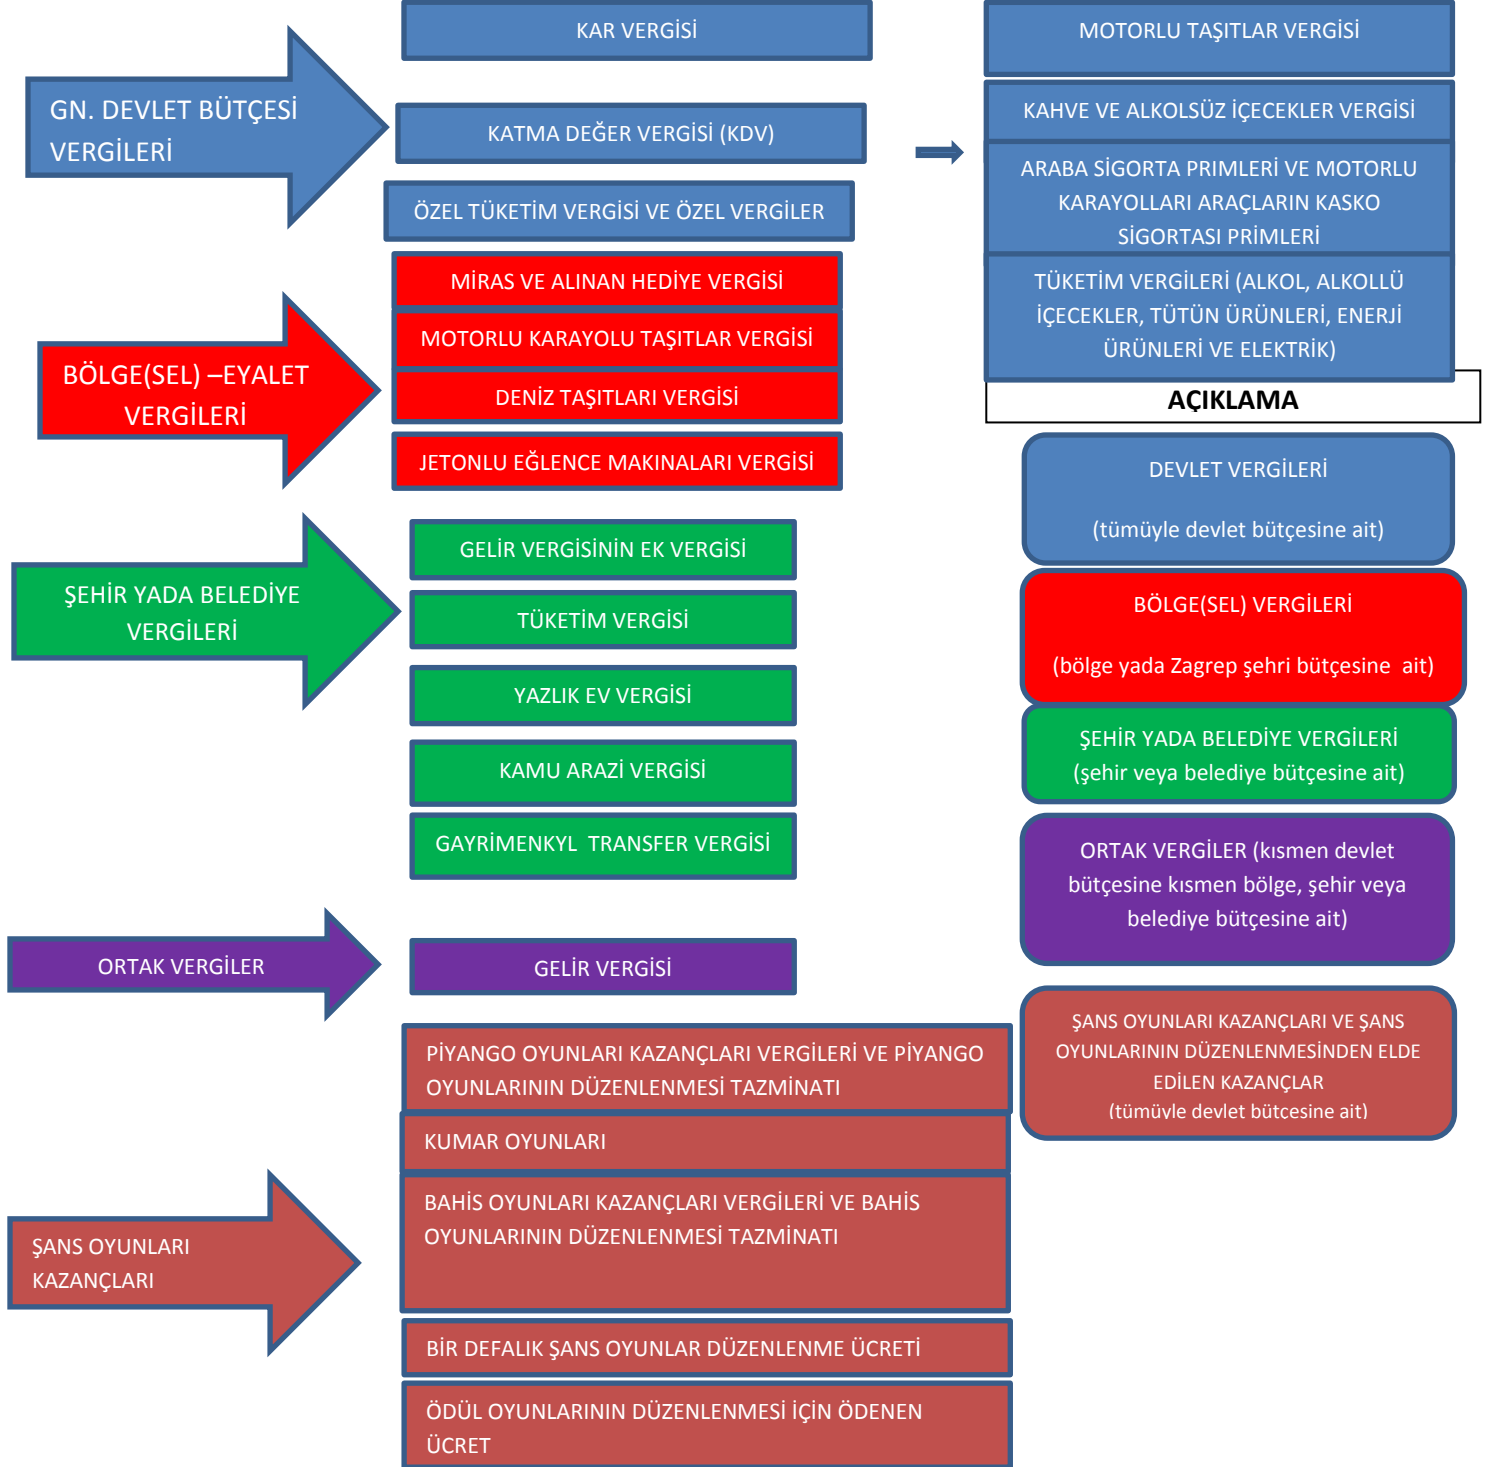 GN. DEVLET BÜTÇESİ
VERGİLERİ
KAR VERGİSİ
KATMA DEĞER VERGİSİ (KDV)
ÖZEL TÜKETİM VERGİSİ VE ÖZEL VERGİLER
MOTORLU TAŞITLAR VERGİSİ
KAHVE VE ALKOLSÜZ İÇECEKLER VERGİSİ
ARABA SİGORTA PRIMLERİ VE MOTORLU
KARAYOLLARI ARAÇLARIN KASKO
SİGORTASI PRİMLERİ
TÜKETİM VERGİLERİ (ALKOL, ALKOLLÜ
İÇECEKLER, TÜTÜN ÜRÜNLERİ, ENERJİ
ÜRÜNLERİ VE ELEKTRİK)
BÖLGE(SEL) –EYALET
VERGİLERİ
MİRAS VE ALINAN HEDİYE VERGİSİ
MOTORLU KARAYOLU TAŞITLAR VERGİSİ
DENİZ TAŞITLARI VERGİSİ
JETONLU EĞLENCE MAKINALARI VERGİSİ
ŞEHİR YADA BELEDİYE
VERGİLERİ
GELİR VERGİSİNİN EK VERGİSİ
TÜKETİM VERGİSİ
YAZLIK EV VERGİSİ
KAMU ARAZİ VERGİSİ
GAYRİMENKYL  TRANSFER VERGİSİ
ORTAK VERGİLER
GELİR VERGİSİ
ŞANS OYUNLARI
KAZANÇLARI
PİYANGO OYUNLARI KAZANÇLARI VERGİLERİ VE PİYANGO
OYUNLARININ DÜZENLENMESİ TAZMİNATI
KUMAR OYUNLARI
BAHİS OYUNLARI KAZANÇLARI VERGİLERİ VE BAHİS
OYUNLARININ DÜZENLENMESİ TAZMİNATI
BİR DEFALIK ŞANS OYUNLAR DÜZENLENME ÜCRETİ
ÖDÜL OYUNLARININ DÜZENLENMESİ İÇİN ÖDENEN
ÜCRET
AÇIKLAMA
DEVLET VERGİLERİ
(tümüyle devlet bütçesine ait)
BÖLGE(SEL) VERGİLERİ
(bölge yada Zagrep şehri bütçesine  ait)
ŞEHİR YADA BELEDİYE VERGİLERİ
(şehir veya belediye bütçesine ait)
ORTAK VERGİLER (kısmen devlet
bütçesine kısmen bölge, şehir veya
belediye bütçesine ait)
ŞANS OYUNLARI KAZANÇLARI VE ŞANS
OYUNLARININ DÜZENLENMESİNDEN ELDE
EDİLEN KAZANÇLAR
(tümüyle devlet bütçesine ait)